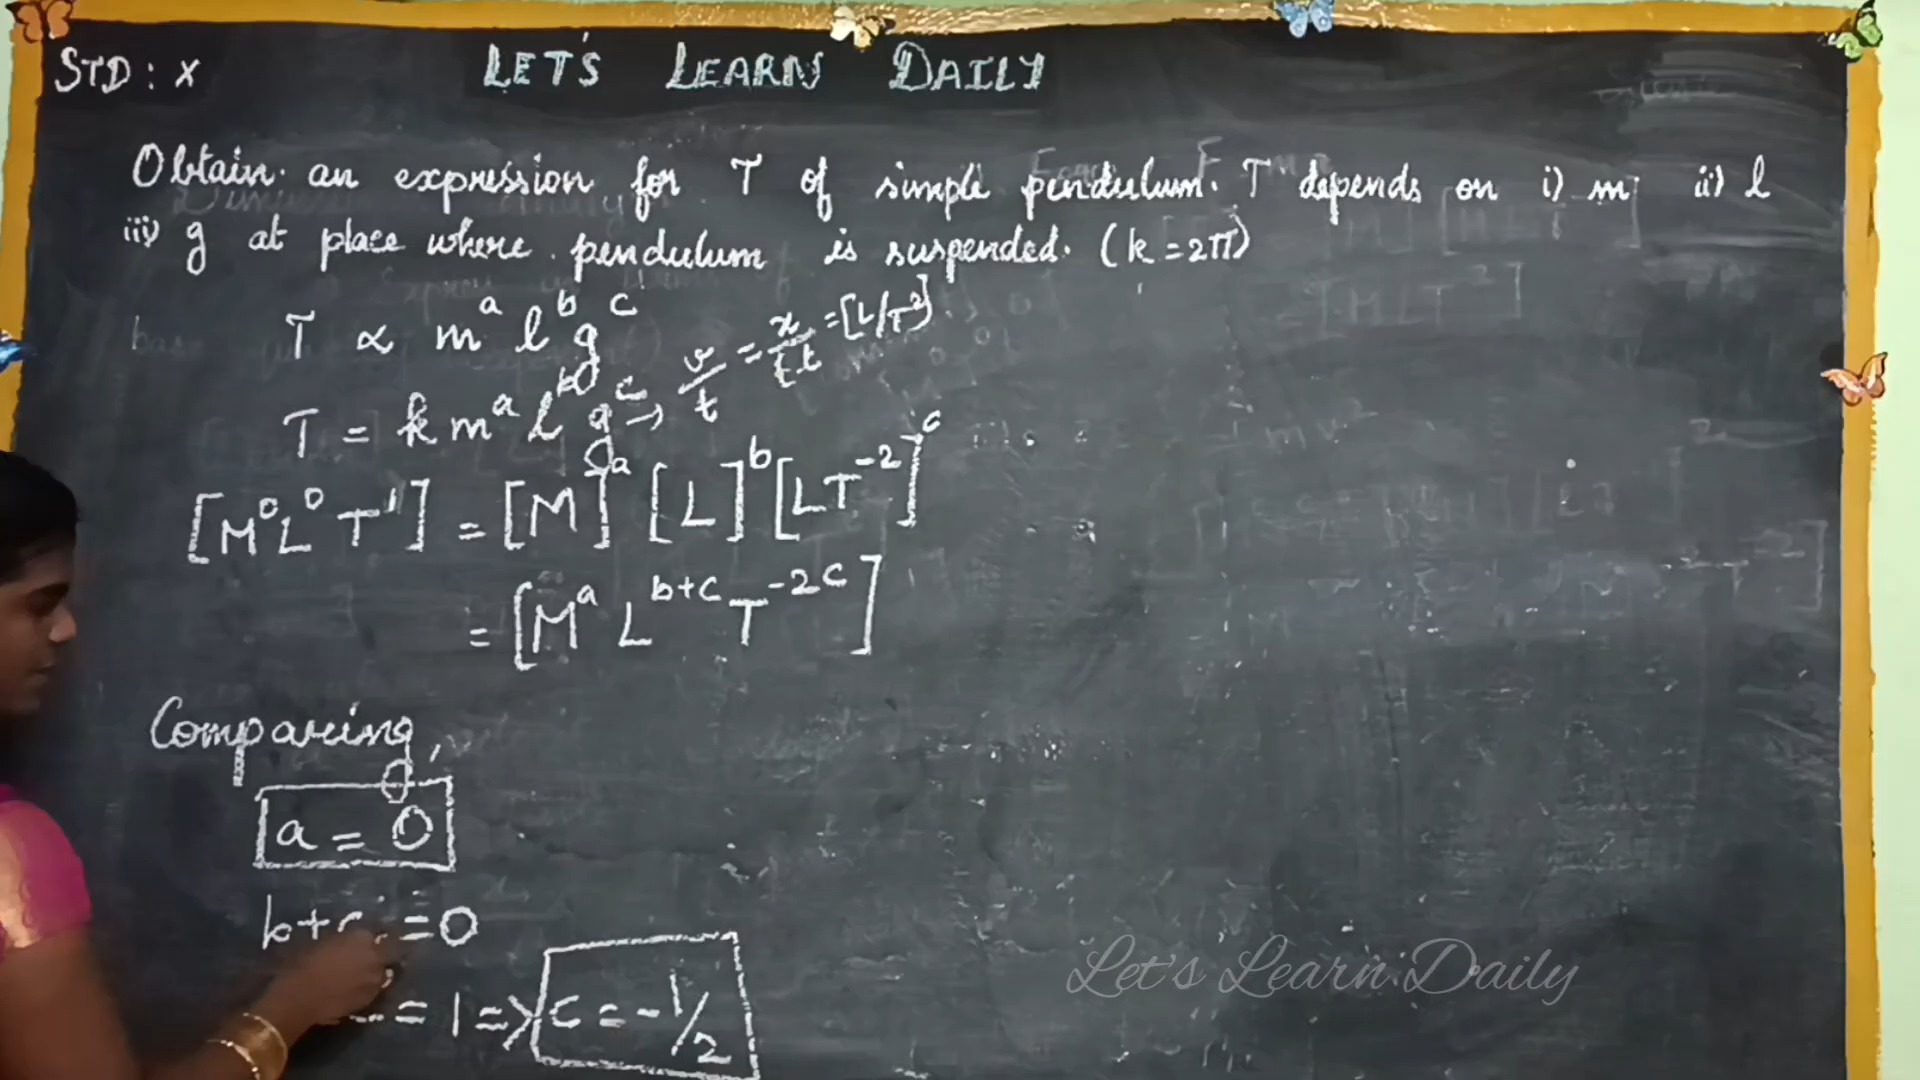 STD : X
LET'S LEARN DAILY
Obtain an expression for T of simple pendulum. T depends on i) m ii) l
iii) g at place where pendulum is suspended. (k = 2π)
T ∝ m^a l^b g^c
T = k m^a l^b g^c → v/t = x/t t = [L/T^2]
[M^0 L^0 T^1] = [M]^a [L]^b [LT^-2]^c
= [M^a L^b+c T^-2c]
Comparing,
a = 0
b+c = 0
= 1 => c = -1/2
Let's Learn Daily